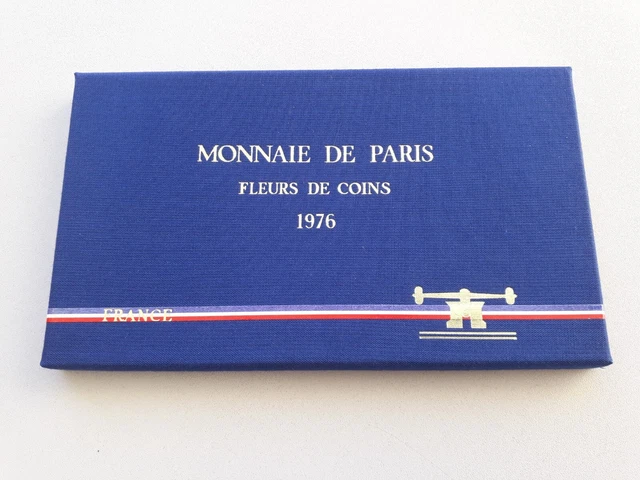 MONNAIE DE PARIS
FLEURS DE COINS
1976
FRANCE